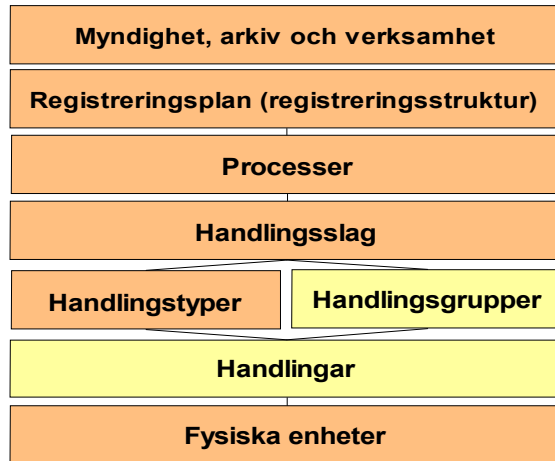 Myndighet, arkiv och verksamhet
Registreringsplan (registreringsstruktur)
Processer
Handlingsslag
Handlingstyper
Handlingsgrupper
Handlingar
Fysiska enheter